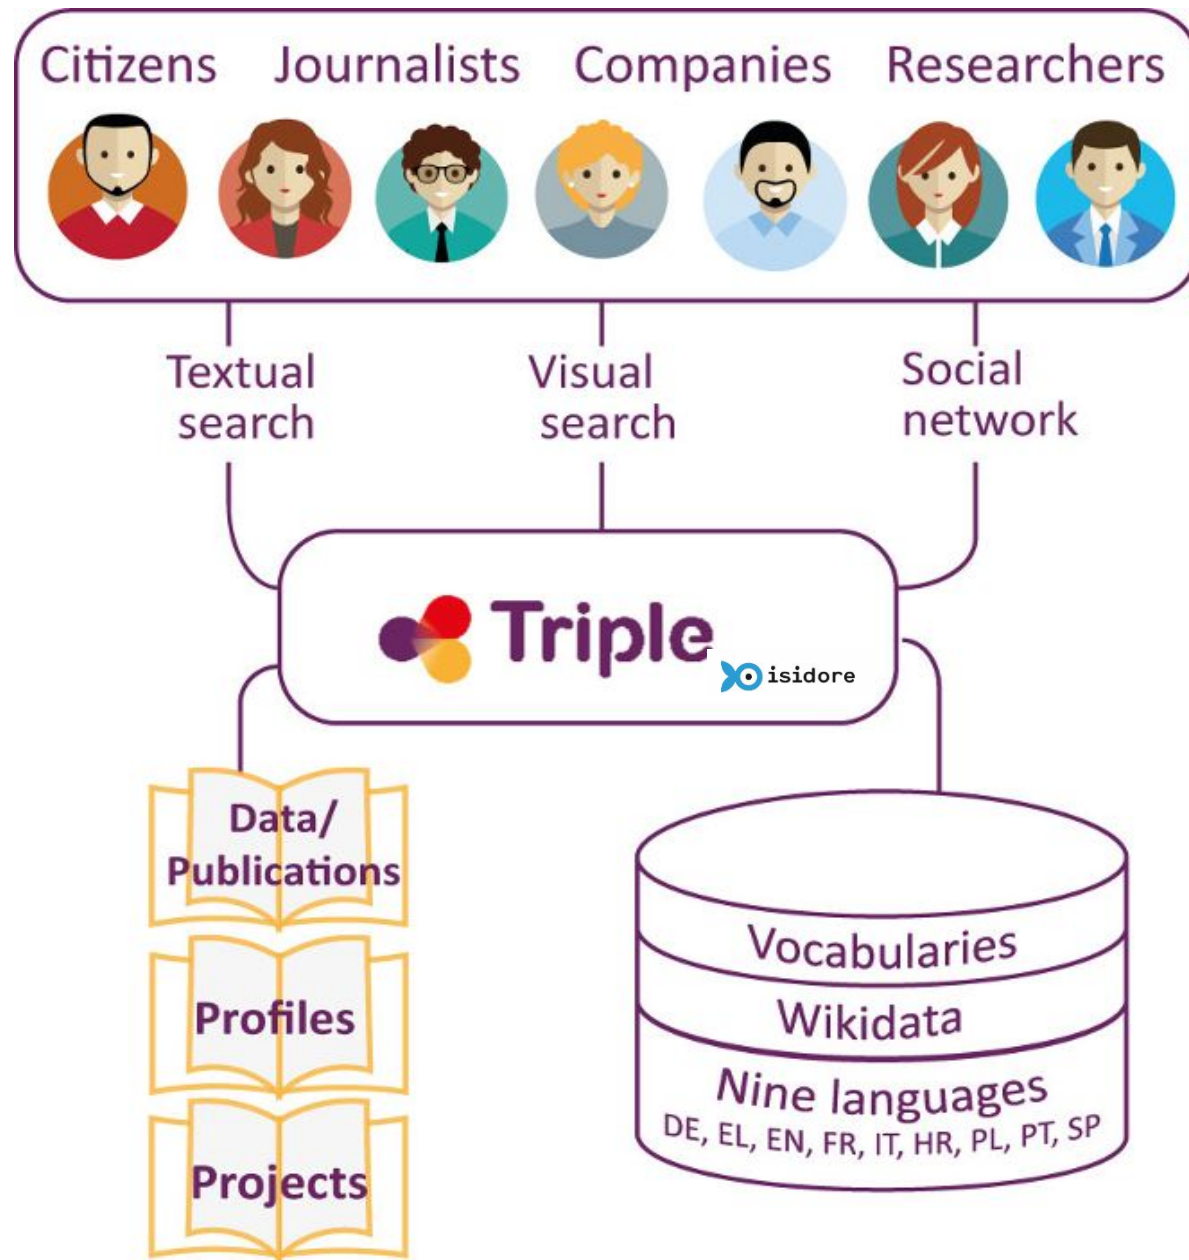 Citizens Journalists Companies Researchers
Textual search
Visual search
Social network
Triple
isidore
Data/
Publications
Profiles
Projects
Vocabularies
Wikidata
Nine languages
DE, EL, EN, FR, IT, HR, PL, PT, SP